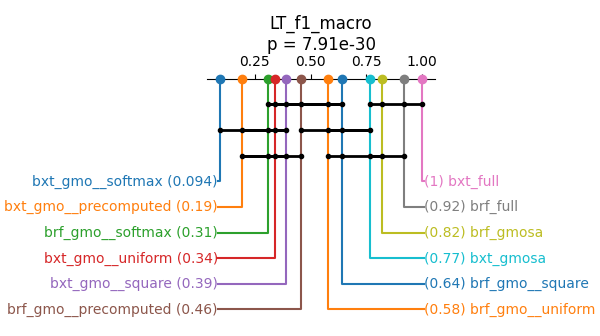 LT_f1_macro
p = 7.91e-30
0.25 0.50 0.75 1.00
bxt_gmo__softmax (0.094) (1) bxt_full
bxt_gmo__precomputed (0.19) (0.92) brf_full
brf_gmo__softmax (0.31) (0.82) brf_gmosa
bxt_gmo__uniform (0.34) (0.77) bxt_gmosa
bxt_gmo__square (0.39) (0.64) brf_gmo__square
brf_gmo__precomputed (0.46) (0.58) brf_gmo__uniform